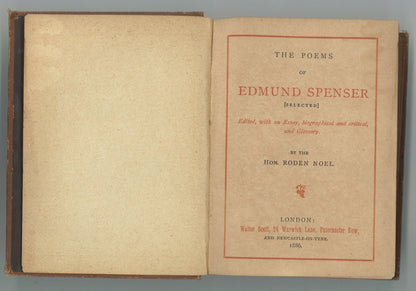 THE POEMS
OF
EDMUND SPENSER
[SELECTED]
Edited, with an Essay, biographical and critical,
and Glossary.
BY THE
HON. RODEN NOEL.
LONDON:
Walter Scott, 24 Warwick Lane, Paternoster Row,
AND NEWCASTLE-ON-TYNE.
1886.